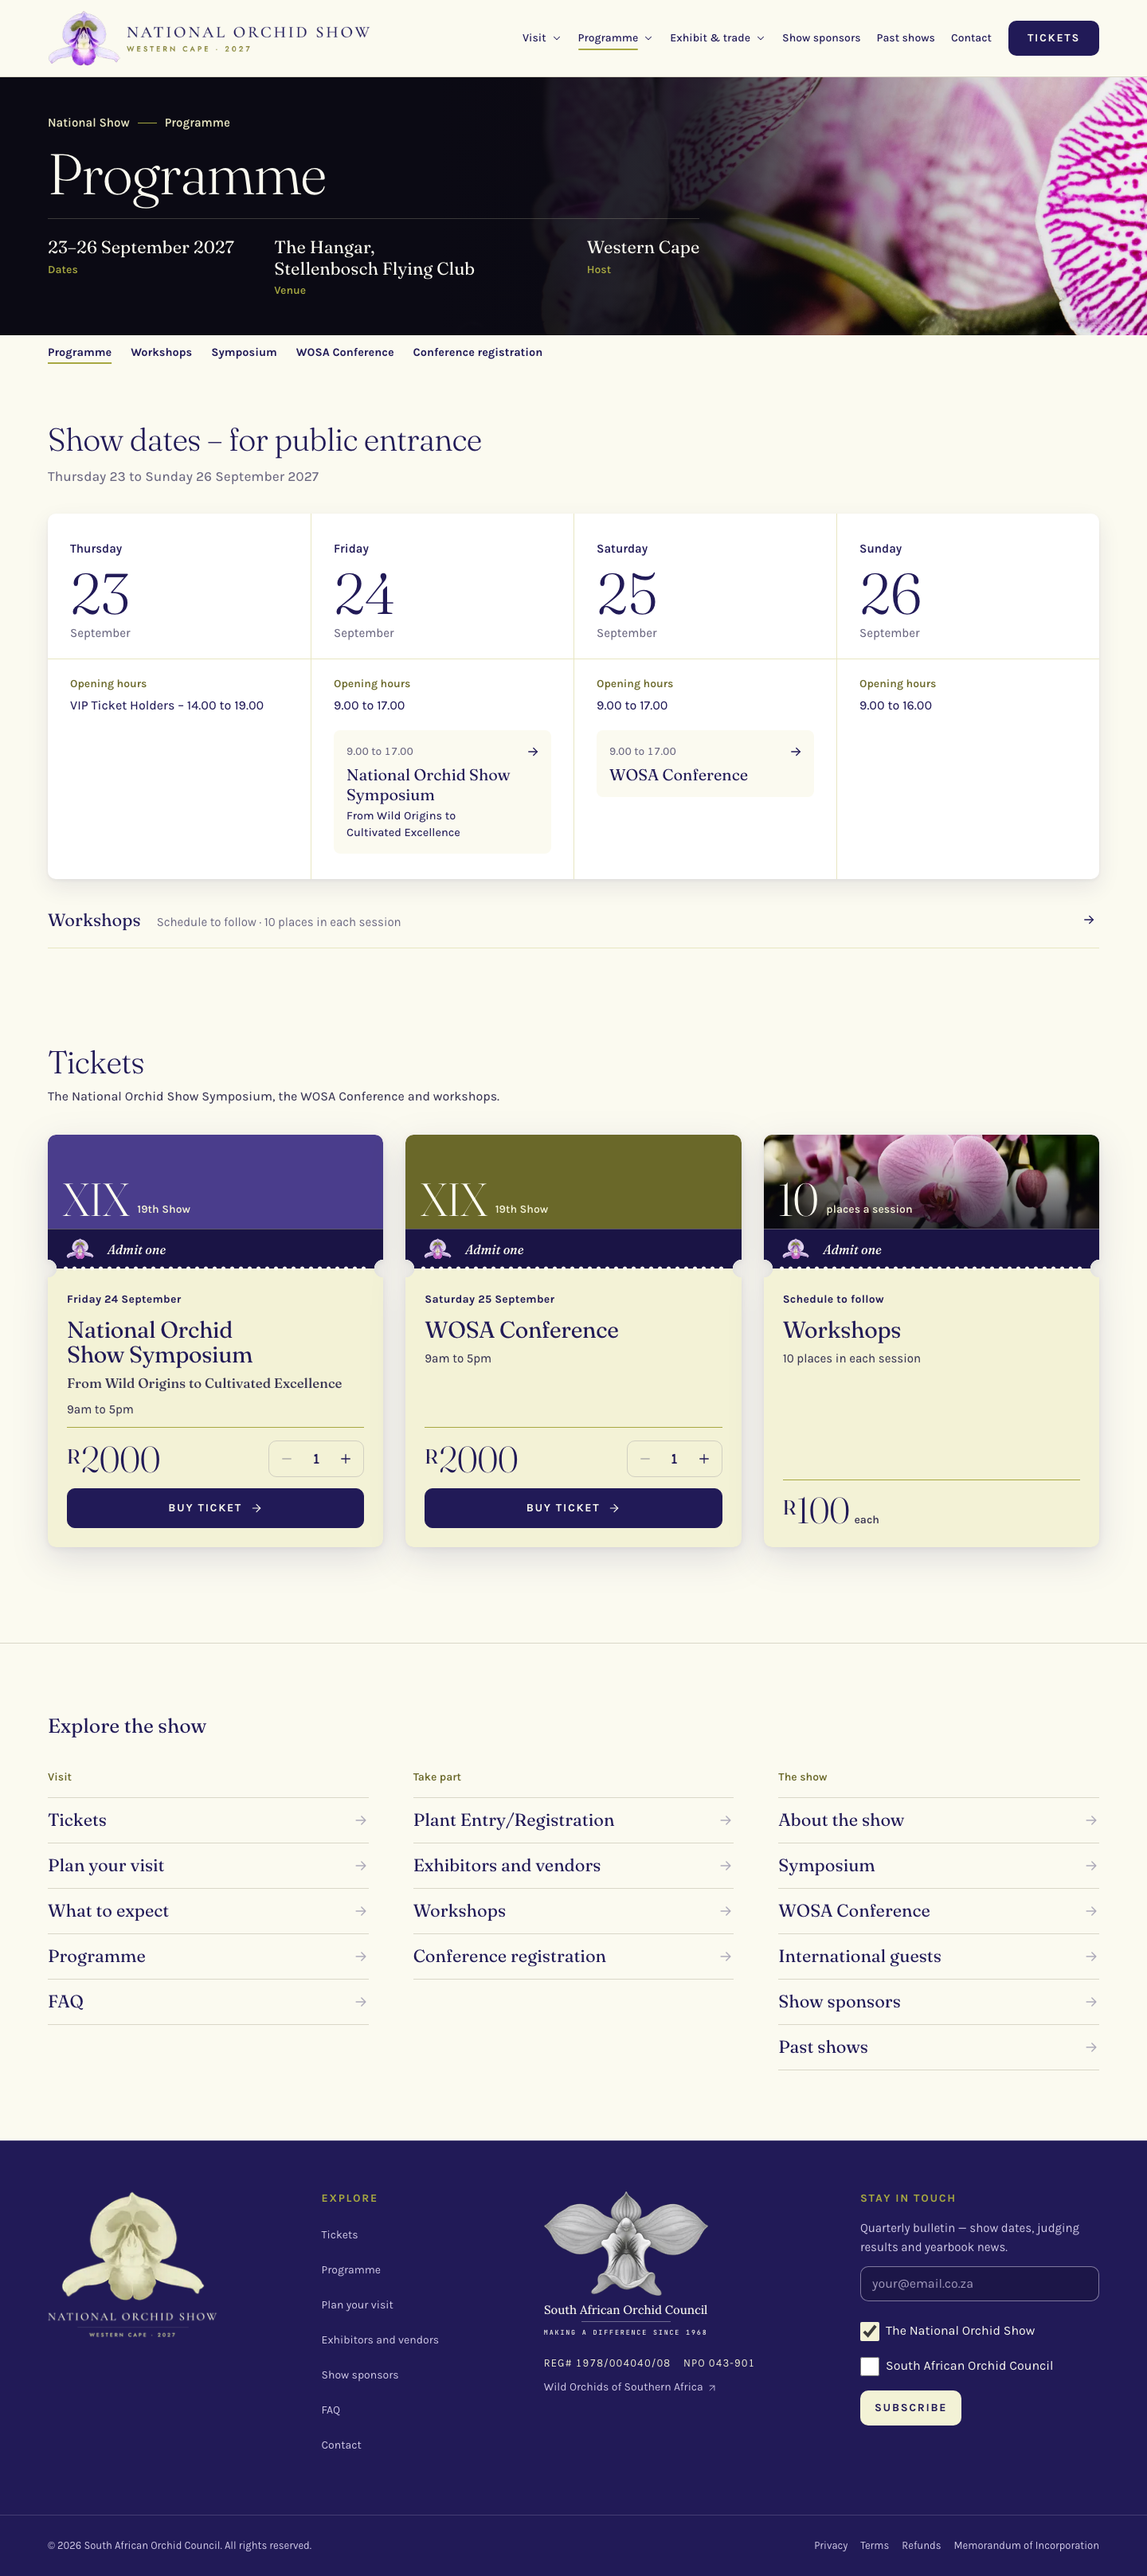 NATIONAL ORCHID SHOW
WESTERN CAPE · 2027
Visit Programme Exhibit & trade Show sponsors Past shows Contact TICKETS
National Show — Programme
Programme
23–26 September 2027
Dates
The Hangar,
Stellenbosch Flying Club
Venue
Western Cape
Host
Programme Workshops Symposium WOSA Conference Conference registration
Show dates – for public entrance
Thursday 23 to Sunday 26 September 2027
Thursday
23
September
Opening hours
VIP Ticket Holders – 14.00 to 19.00
Friday
24
September
Opening hours
9.00 to 17.00
9.00 to 17.00
National Orchid Show
Symposium
From Wild Origins to
Cultivated Excellence
Saturday
25
September
Opening hours
9.00 to 17.00
9.00 to 17.00
WOSA Conference
Sunday
26
September
Opening hours
9.00 to 16.00
Workshops Schedule to follow · 10 places in each session
Tickets
The National Orchid Show Symposium, the WOSA Conference and workshops.
XIX 19th Show
Admit one
Friday 24 September
National Orchid
Show Symposium
From Wild Origins to Cultivated Excellence
9am to 5pm
R2000
− 1 +
BUY TICKET →
XIX 19th Show
Admit one
Saturday 25 September
WOSA Conference
9am to 5pm
R2000
− 1 +
BUY TICKET →
10 places a session
Admit one
Schedule to follow
Workshops
10 places in each session
R100 each
Explore the show
Visit
Tickets
Plan your visit
What to expect
Programme
FAQ
Take part
Plant Entry/Registration
Exhibitors and vendors
Workshops
Conference registration
The show
About the show
Symposium
WOSA Conference
International guests
Show sponsors
Past shows
NATIONAL ORCHID SHOW
WESTERN CAPE · 2027
EXPLORE
Tickets
Programme
Plan your visit
Exhibitors and vendors
Show sponsors
FAQ
Contact
South African Orchid Council
MAKING A DIFFERENCE SINCE 1968
REG# 1978/004040/08 NPO 043-901
Wild Orchids of Southern Africa
STAY IN TOUCH
Quarterly bulletin — show dates, judging
results and yearbook news.
your@email.co.za
The National Orchid Show
South African Orchid Council
SUBSCRIBE
© 2026 South African Orchid Council. All rights reserved.
Privacy Terms Refunds Memorandum of Incorporation